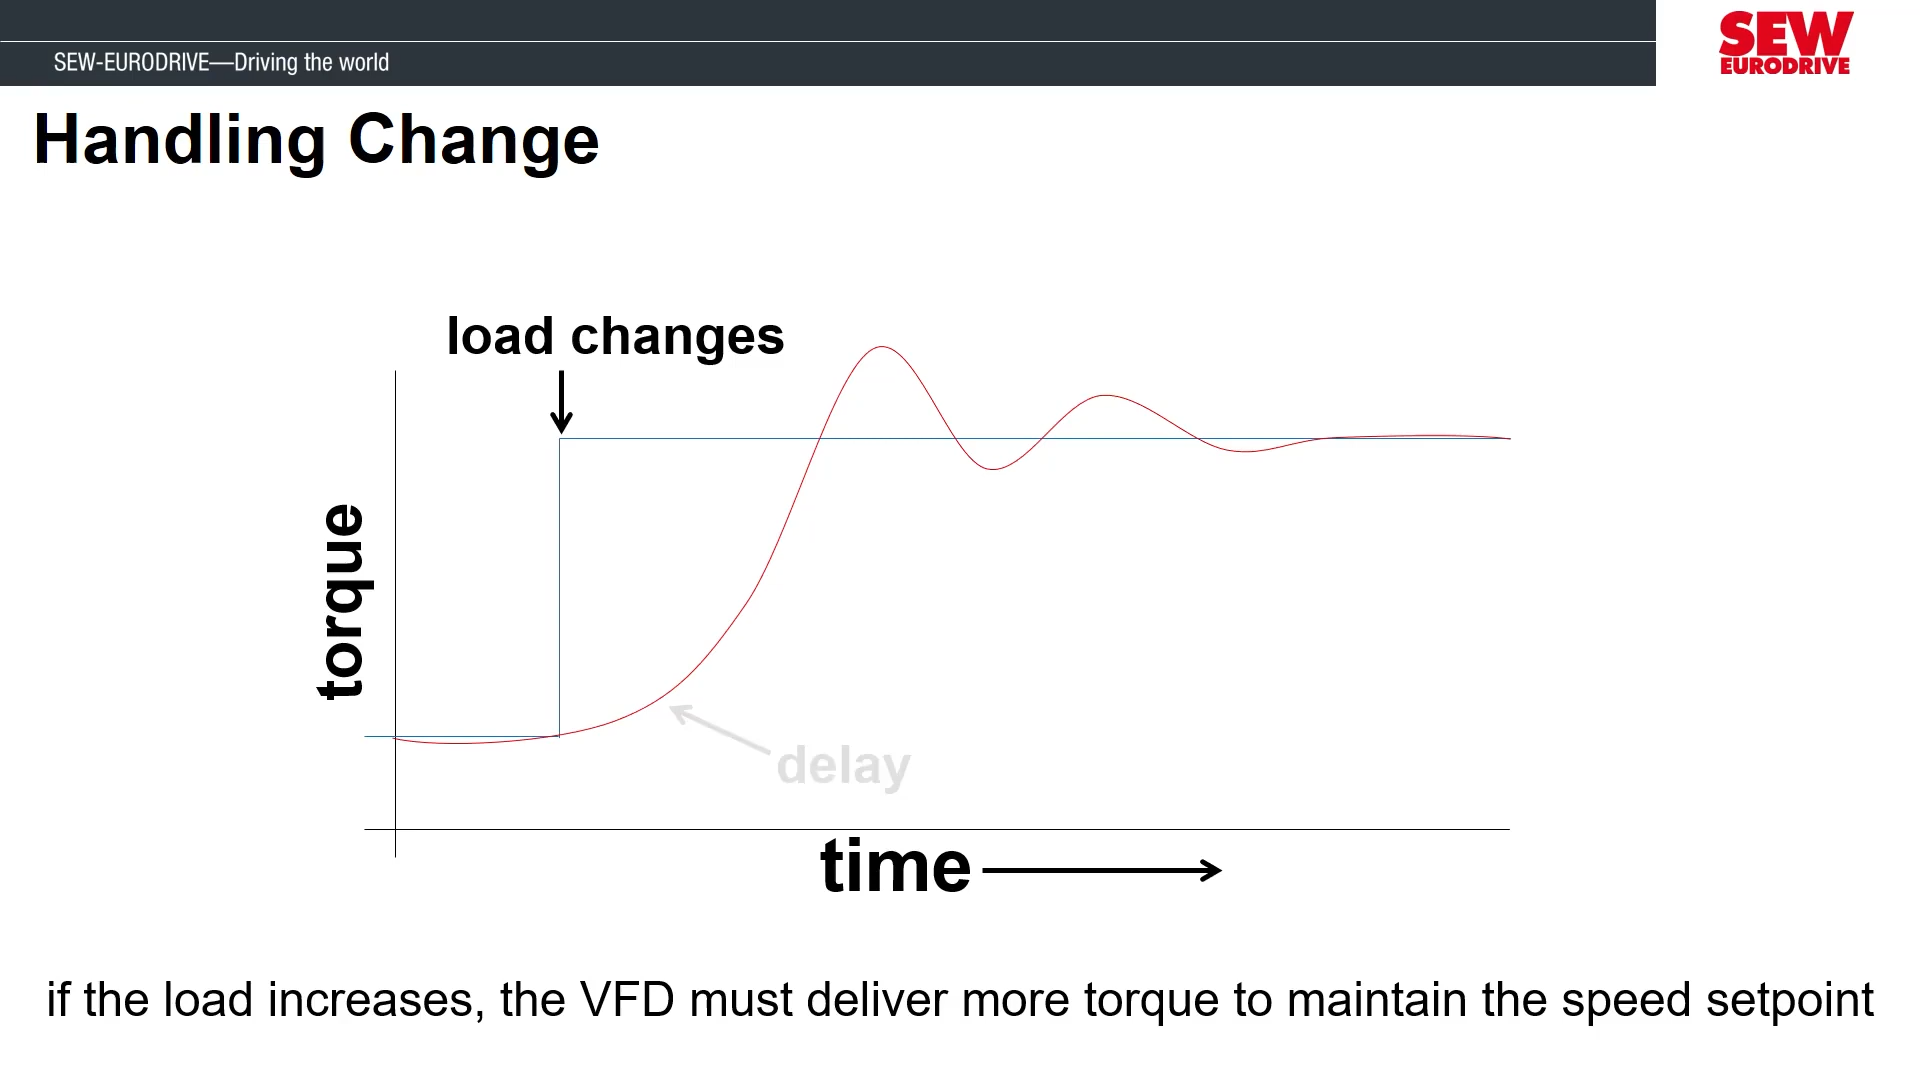 SEW-EURODRIVE—Driving the world
SEW
EURODRIVE
Handling Change
load changes
torque
delay
time
if the load increases, the VFD must deliver more torque to maintain the speed setpoint